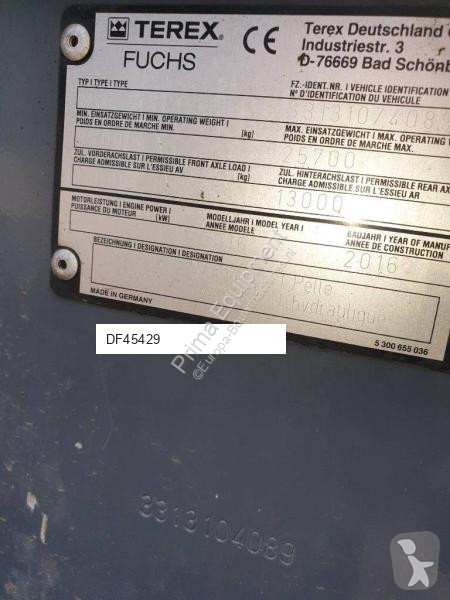 TEREX® CE Terex Deutschland
FUCHS Industriestr. 3
D-76669 Bad Schönb
TYP I TYPE I TYPE
FZ.-IDENT.NR. I VEHICLE IDENTIFICATION
N° D'IDENTIFICATION DU VEHICULE
331310/408
MIN. EINSATZGEWICHT I MIN. OPERATING WEIGHT I
POIDS EN ORDRE DE MARCHE MIN. [kg]
MAX. EINSATZGEWICHT I MAX. OPERATING
POIDS EN ORDRE DE MARCHE MAX.
25700
ZUL. VORDERACHSLAST I PERMISSIBLE FRONT AXLE LOAD I
CHARGE ADMISSIBLE SUR L'ESSIEU AV [kg]
ZUL. HINTERACHSLAST I PERMISSIBLE REAR AX
CHARGE ADMISSIBLE SUR L'ESSIEU AR
13000
MOTORLEISTUNG I ENGINE POWER I
PUISSANCE DU MOTEUR [kW]
MODELLJAHR I MODEL YEAR I
ANNEE MODELE
BAUJAHR I YEAR OF MANUF
ANNEE DE CONSTRUCTION
2016
BEZEICHNUNG I DESIGNATION I DESIGNATION
Pelle
hydraulique
MADE IN GERMANY
5 300 655 036
DF45429
Prima Equipment
3313104089